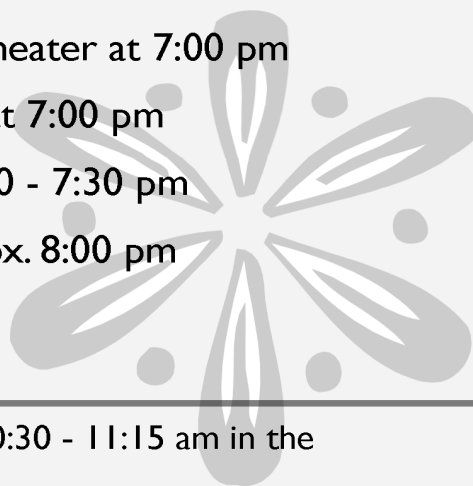 heater at 7:00 pm
t 7:00 pm
0 - 7:30 pm
ox. 8:00 pm
0:30 - 11:15 am in the